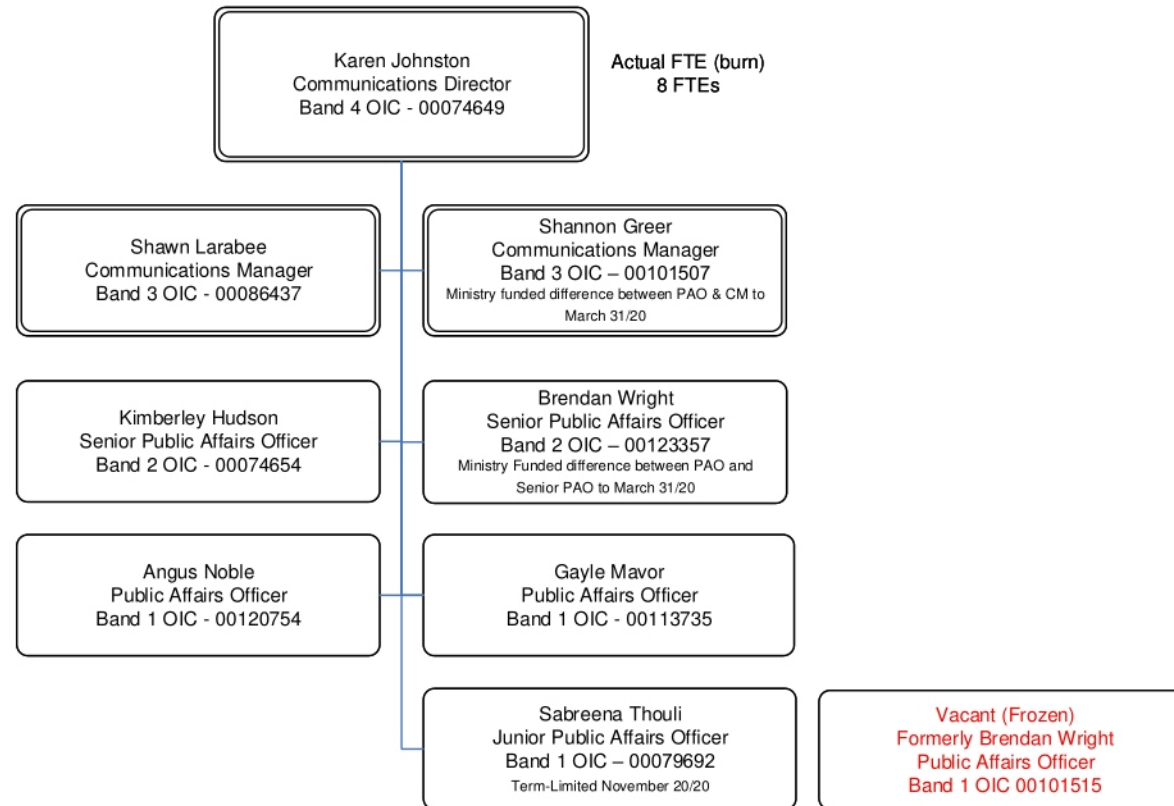 Karen Johnston
Communications Director
Band 4 OIC - 00074649
Actual FTE (burn)
8 FTEs
Shawn Larabee
Communications Manager
Band 3 OIC - 00086437
Shannon Greer
Communications Manager
Band 3 OIC – 00101507
Ministry funded difference between PAO & CM to
March 31/20
Kimberley Hudson
Senior Public Affairs Officer
Band 2 OIC - 00074654
Brendan Wright
Senior Public Affairs Officer
Band 2 OIC – 00123357
Ministry Funded difference between PAO and
Senior PAO to March 31/20
Angus Noble
Public Affairs Officer
Band 1 OIC - 00120754
Gayle Mavor
Public Affairs Officer
Band 1 OIC - 00113735
Sabreena Thouli
Junior Public Affairs Officer
Band 1 OIC – 00079692
Term-Limited November 20/20
Vacant (Frozen)
Formerly Brendan Wright
Public Affairs Officer
Band 1 OIC 00101515